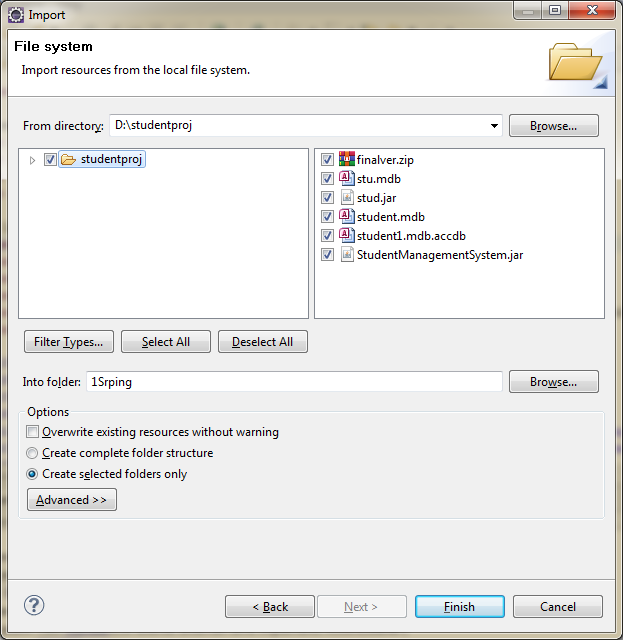 Import
File system
Import resources from the local file system.
From directory: D:\studentproj Browse...
studentproj
finalver.zip
stu.mdb
stud.jar
student.mdb
student1.mdb.accdb
StudentManagementSystem.jar
Filter Types... Select All Deselect All
Into folder: 1Srping Browse...
Options
Overwrite existing resources without warning
Create complete folder structure
Create selected folders only
Advanced >>
? < Back Next > Finish Cancel